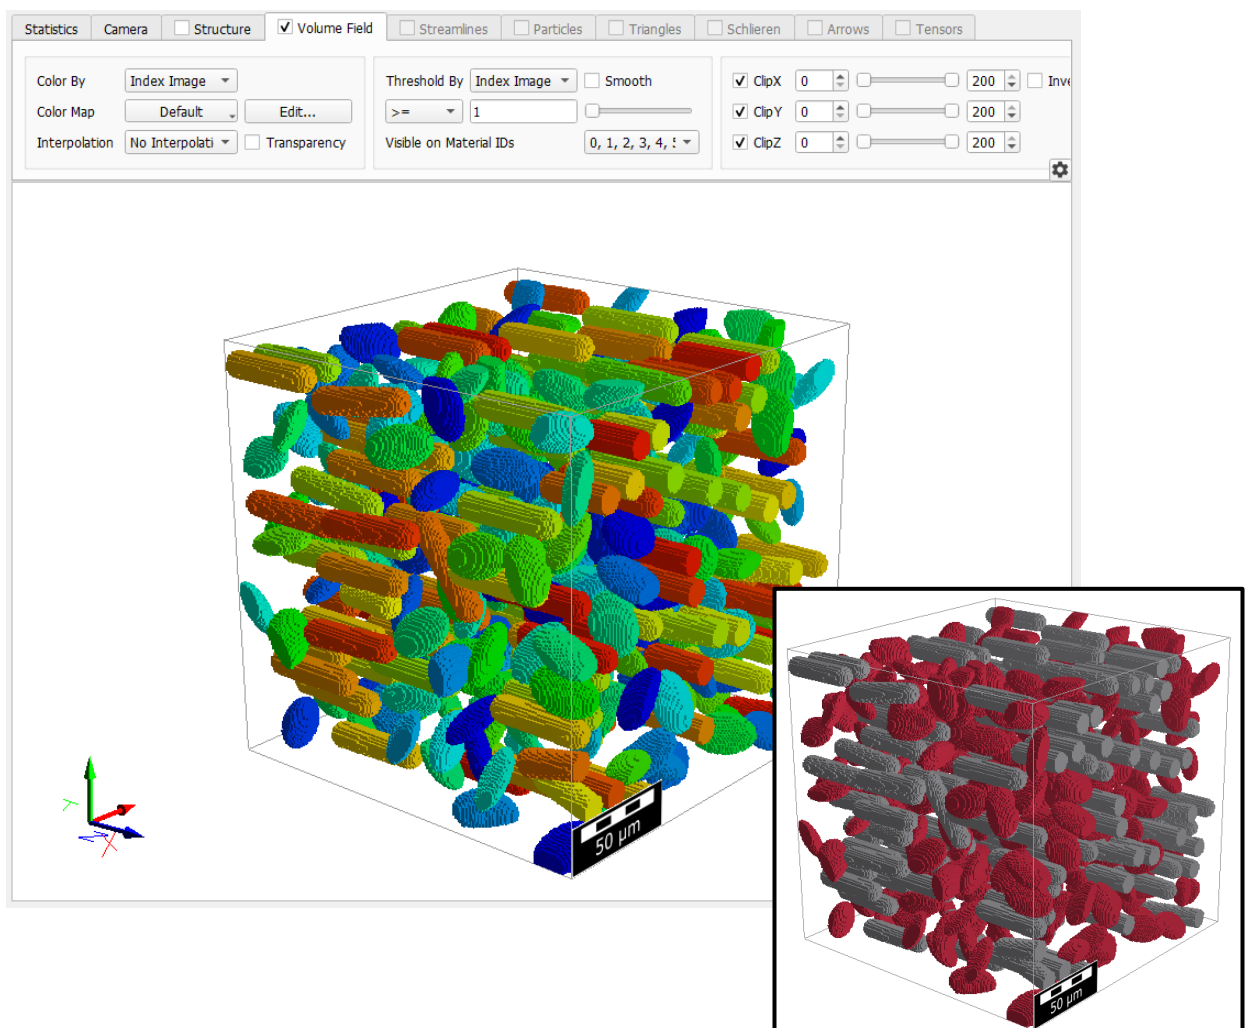 Statistics Camera Structure Volume Field Streamlines Particles Triangles Schlieren Arrows Tensors
Color By Index Image Threshold By Index Image Smooth ClipX 0 200 Inve
Color Map Default Edit... >= 1 ClipY 0 200
Interpolation No Interpolati Transparency Visible on Material IDs 0, 1, 2, 3, 4, ClipZ 0 200
Y
Z
X
50 µm
50 µm